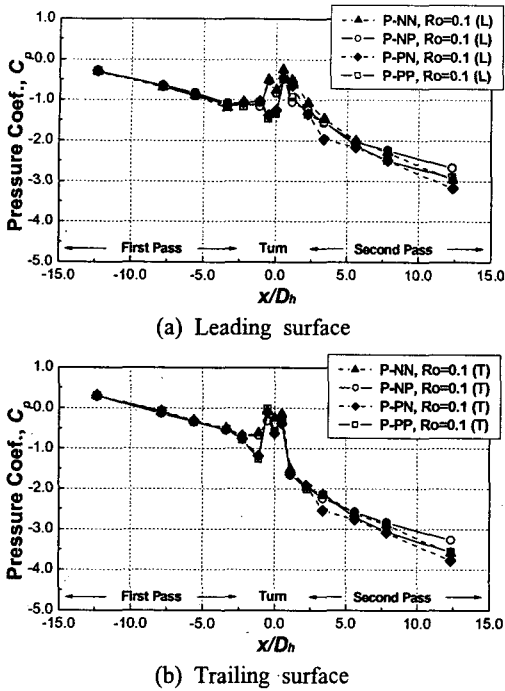 1.0
0.0
-1.0
-2.0
-3.0
-4.0
-5.0
Pressure Coef., Cp
P-NN, Ro=0.1 (L)
P-NP, Ro=0.1 (L)
P-PN, Ro=0.1 (L)
P-PP, Ro=0.1 (L)
First Pass Turn Second Pass
-15.0 -10.0 -5.0 0.0 5.0 10.0 15.0
x/Dh
(a) Leading surface
1.0
0.0
-1.0
-2.0
-3.0
-4.0
-5.0
Pressure Coef., Cp
P-NN, Ro=0.1 (T)
P-NP, Ro=0.1 (T)
P-PN, Ro=0.1 (T)
P-PP, Ro=0.1 (T)
First Pass Turn Second Pass
-15.0 -10.0 -5.0 0.0 5.0 10.0 15.0
x/Dh
(b) Trailing surface